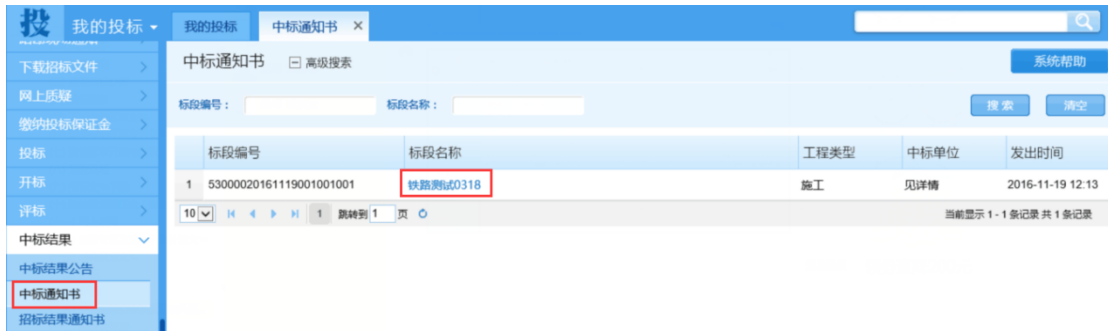 投 我的投标 我的投标 中标通知书 ×
下载招标文件
网上质疑
缴纳投标保证金
投标
开标
评标
中标结果
中标结果公告
中标通知书
招标结果通知书
中标通知书 高级搜索 系统帮助
标段编号： 标段名称： 搜索 清空
标段编号 标段名称 工程类型 中标单位 发出时间
1 53000020161119001001001 铁路测试0318 施工 见详情 2016-11-19 12:13
10 1 跳转到 1 页 当前显示 1 - 1 条记录 共 1 条记录